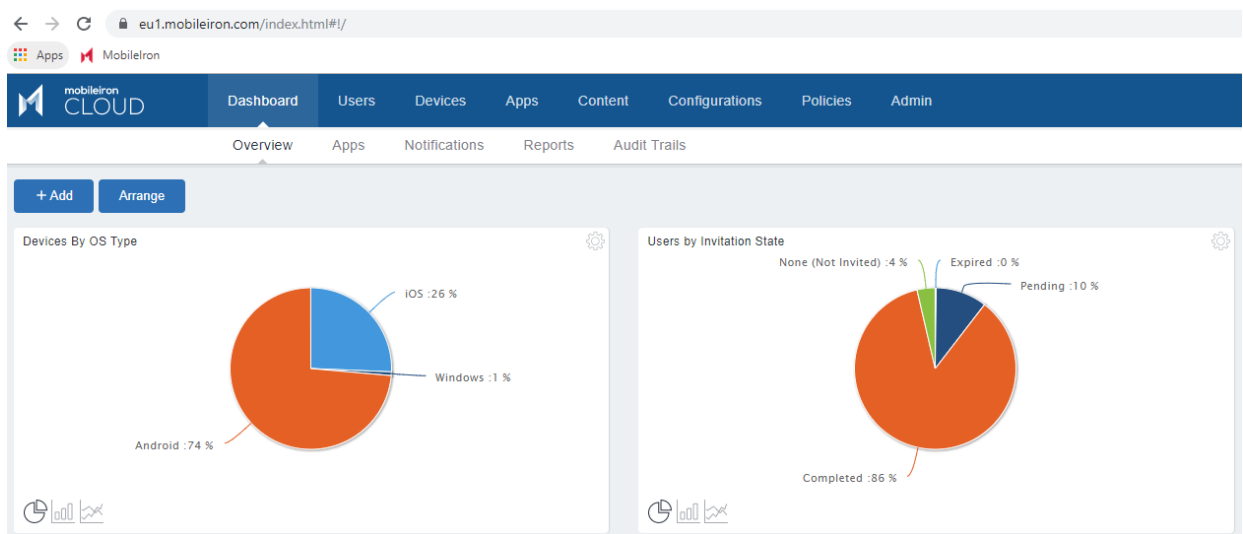 eu1.mobileiron.com/index.html#!/
Apps MobileIron
mobileiron
CLOUD
Dashboard Users Devices Apps Content Configurations Policies Admin
Overview Apps Notifications Reports Audit Trails
+ Add Arrange
Devices By OS Type
iOS :26 %
Windows :1 %
Android :74 %
Users by Invitation State
None (Not Invited) :4 % Expired :0 %
Pending :10 %
Completed :86 %